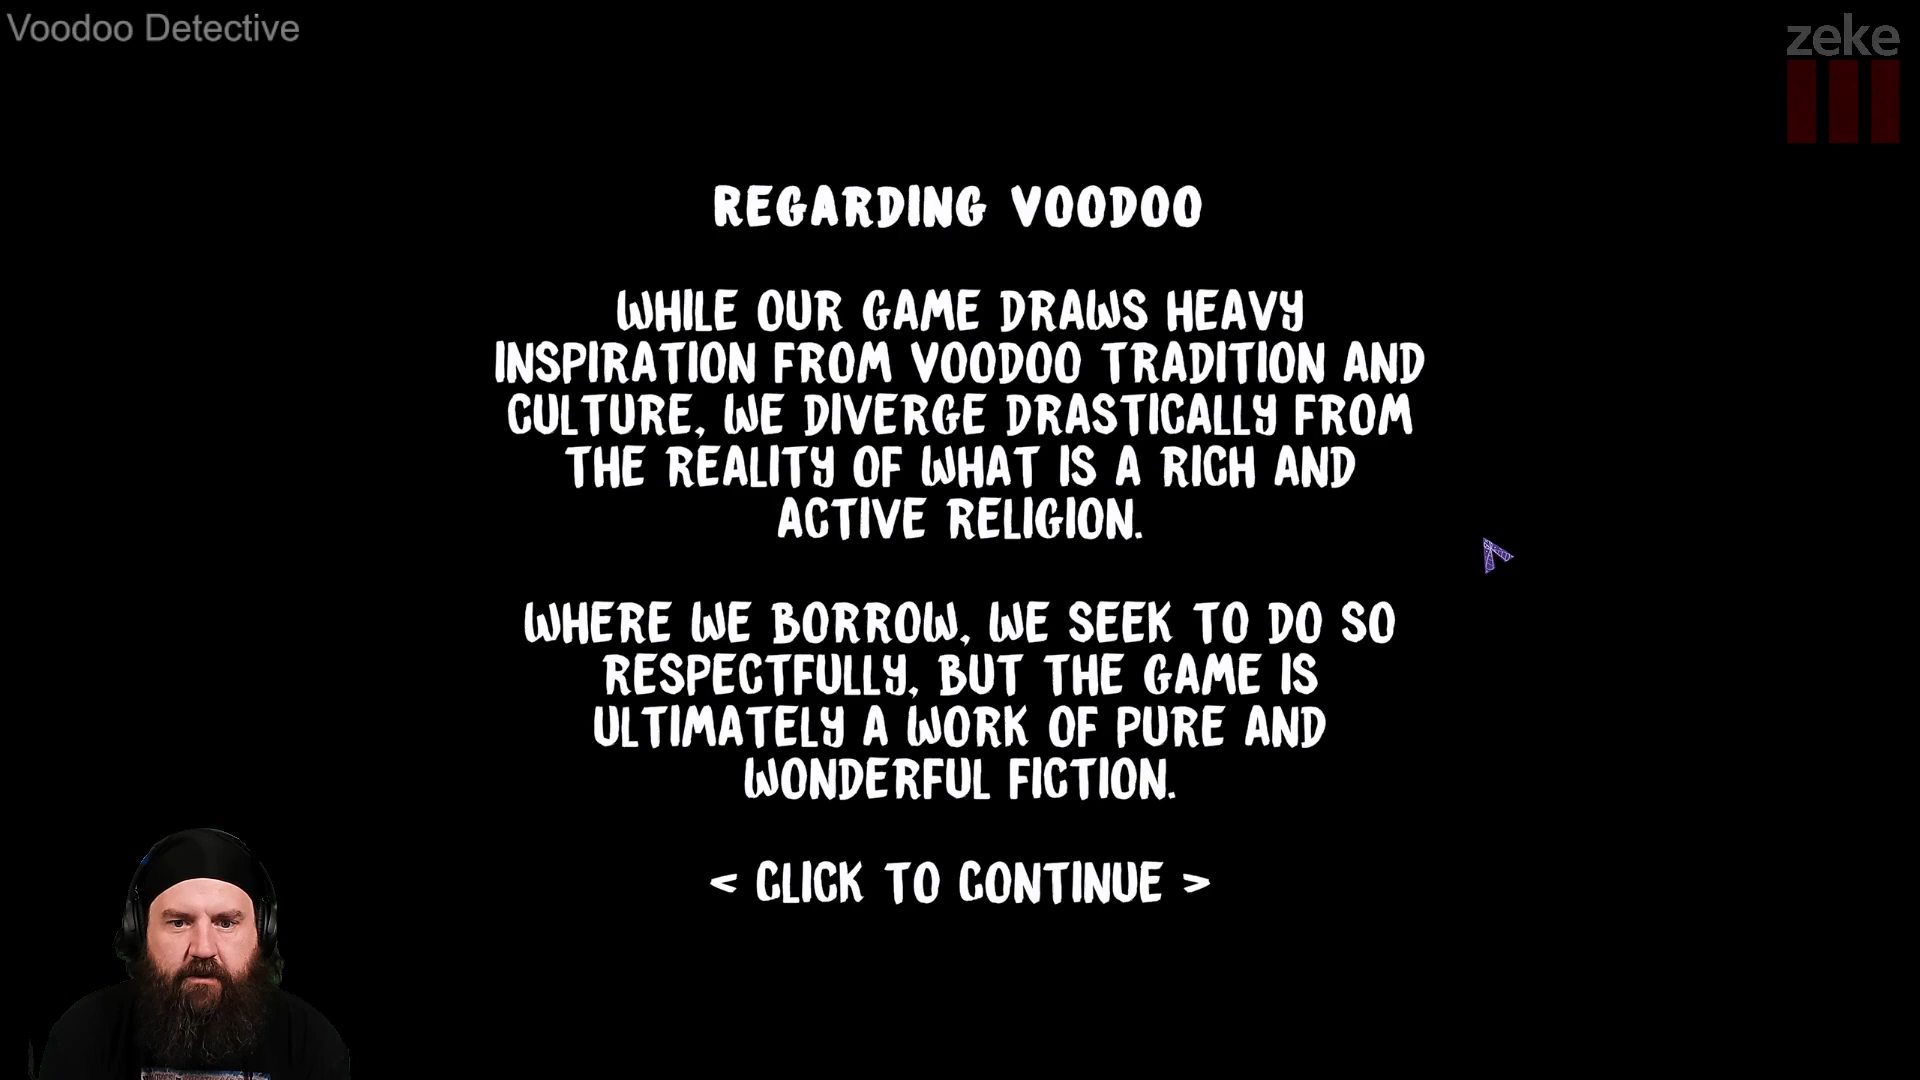 Voodoo Detective
zeke
REGARDING VOODOO
WHILE OUR GAME DRAWS HEAVY
INSPIRATION FROM VOODOO TRADITION AND
CULTURE, WE DIVERGE DRASTICALLY FROM
THE REALITY OF WHAT IS A RICH AND
ACTIVE RELIGION.
WHERE WE BORROW, WE SEEK TO DO SO
RESPECTFULLY, BUT THE GAME IS
ULTIMATELY A WORK OF PURE AND
WONDERFUL FICTION.
< CLICK TO CONTINUE >